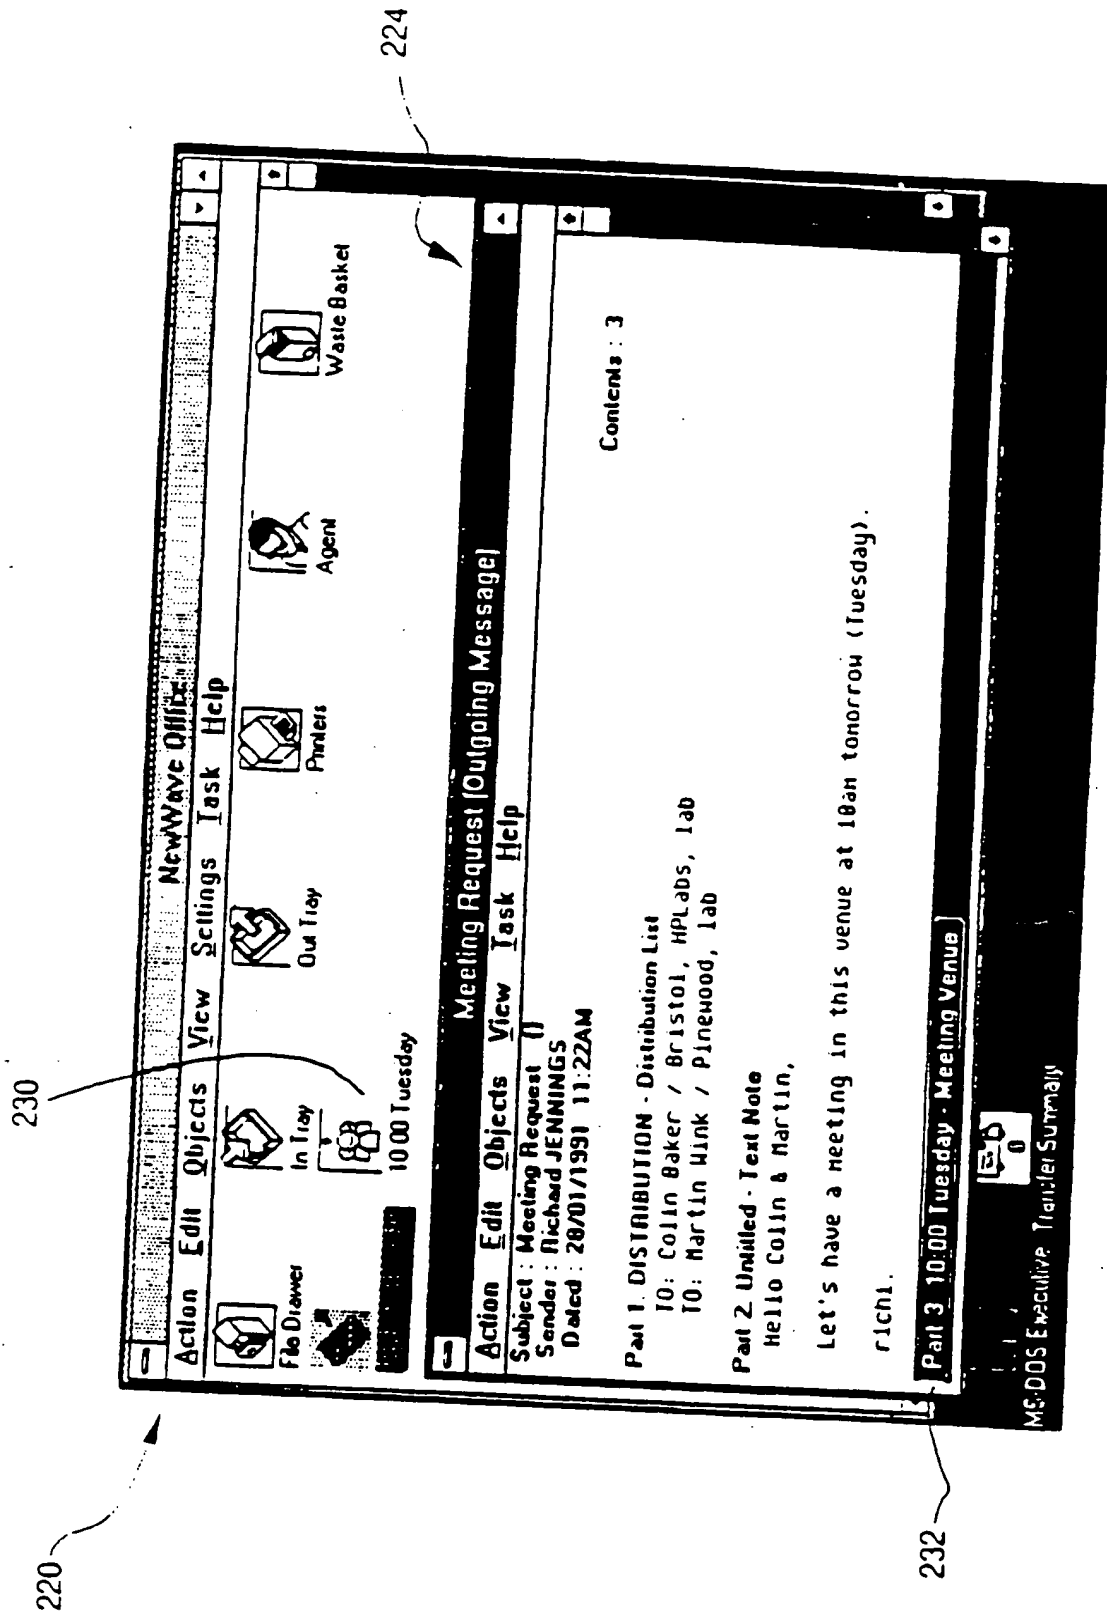 220
230
224
232
NewWave Office
Action Edit Objects View Settings Task Help
File Drawer In Tray Out Tray Printers Agent Waste Basket
10:00 Tuesday
Meeting Request [Outgoing Message]
Action Edit Objects View Task Help
Subject : Meeting Request ()
Sender : Richard JENNINGS
Dated : 28/01/1991 11:22AM
Contents : 3
Part 1. DISTRIBUTION - Distribution List
TO: Colin Baker / Bristol, HPLabs, lab
TO: Martin Wink / Pinewood, lab
Part 2. Untitled - Text Note
Hello Colin & Martin,
Let's have a meeting in this venue at 10am tomorrow (Tuesday).
richi.
Part 3 10:00 Tuesday - Meeting Venue
0
MS-DOS Executive Transfer Summary